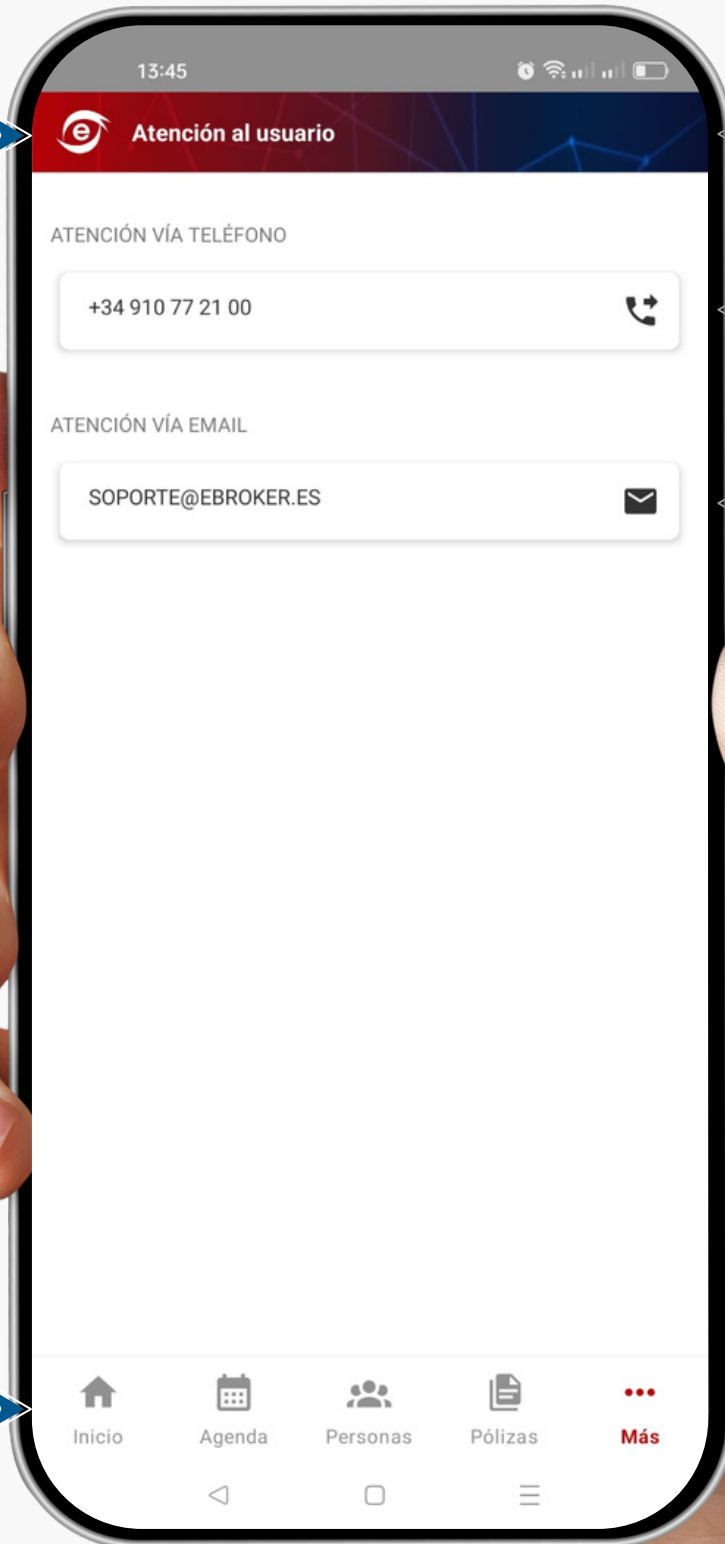 13:45
e Atención al usuario
ATENCIÓN VÍA TELÉFONO
+34 910 77 21 00
ATENCIÓN VÍA EMAIL
SOPORTE@EBROKER.ES
Inicio Agenda Personas Pólizas Más